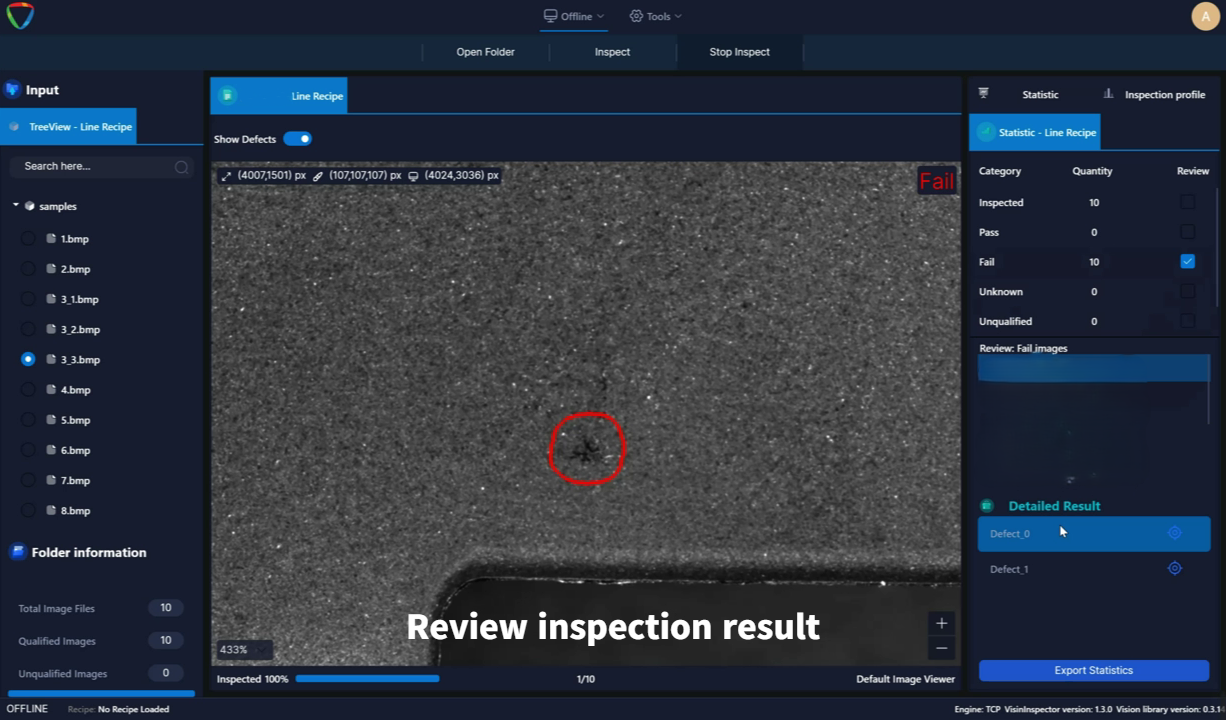 Offline
Tools
A
Open Folder
Inspect
Stop Inspect
Input
TreeView - Line Recipe
Search here...
samples
1.bmp
2.bmp
3_1.bmp
3_2.bmp
3_3.bmp
4.bmp
5.bmp
6.bmp
7.bmp
8.bmp
Folder information
Total Image Files 10
Qualified Images 10
Unqualified Images 0
Line Recipe
Show Defects
(4007,1501) px (107,107,107) px (4024,3036) px
Fail
Review inspection result
433%
+
−
Inspected 100%
1/10
Default Image Viewer
Statistic
Inspection profile
Statistic - Line Recipe
Category Quantity Review
Inspected 10
Pass 0
Fail 10
Unknown 0
Unqualified 0
Review: Fail_images
Detailed Result
Defect_0
Defect_1
Export Statistics
OFFLINE
Recipe: No Recipe Loaded
Engine: TCP VisinInspector version: 1.3.0 Vision library version: 0.3.14